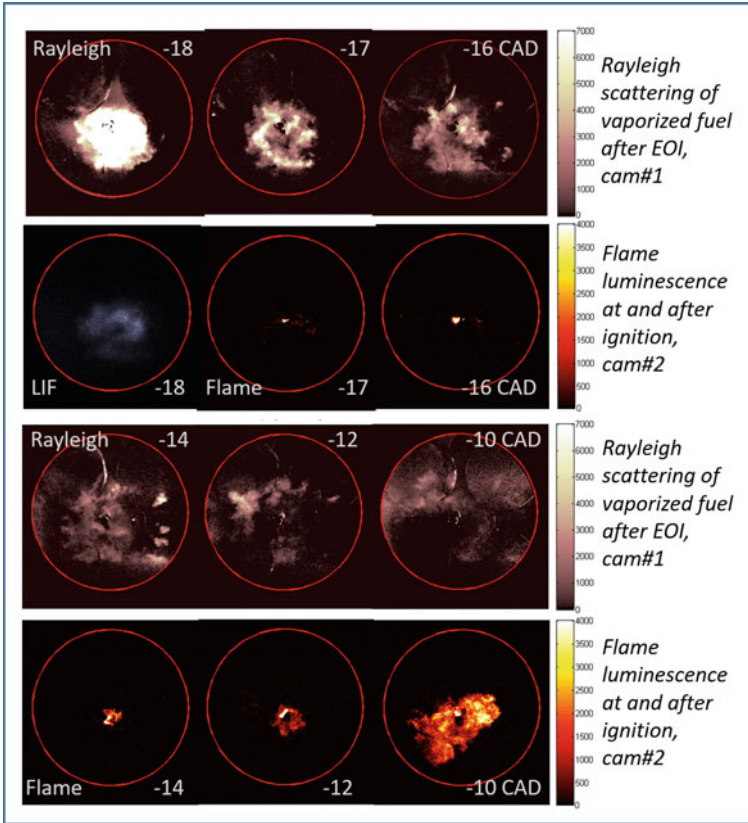 Rayleigh -18 -17 -16 CAD
7000
6000
5000
4000
3000
2000
1000
0
Rayleigh
scattering of
vaporized fuel
after EOI,
cam#1
LIF -18 Flame -17 -16 CAD
4000
3500
3000
2500
2000
1500
1000
500
0
Flame
luminescence
at and after
ignition,
cam#2
Rayleigh -14 -12 -10 CAD
7000
6000
5000
4000
3000
2000
1000
0
Rayleigh
scattering of
vaporized fuel
after EOI,
cam#1
Flame -14 -12 -10 CAD
4000
3500
3000
2500
2000
1500
1000
500
0
Flame
luminescence
at and after
ignition,
cam#2